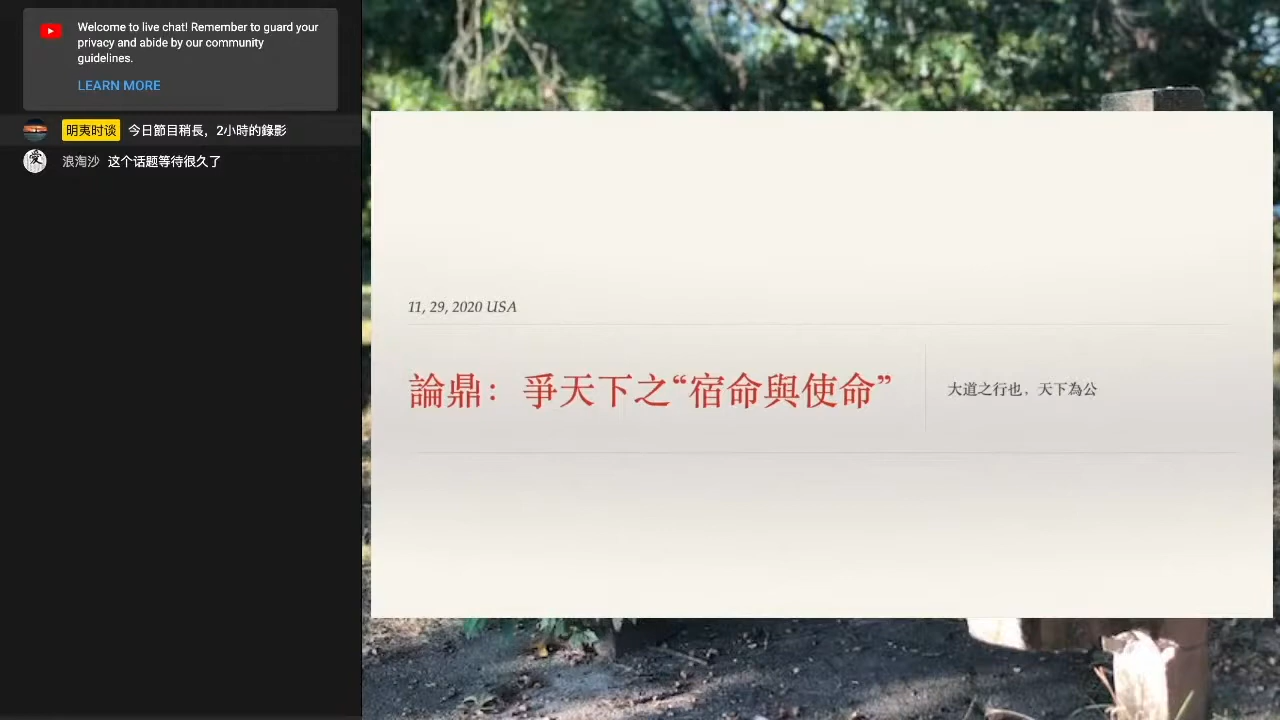 Welcome to live chat! Remember to guard your
privacy and abide by our community
guidelines.
LEARN MORE
明夷时谈 今日節目稍長，2小時的錄影
浪淘沙 这个话题等待很久了
11, 29, 2020 USA
論鼎：爭天下之“宿命與使命”
大道之行也，天下為公